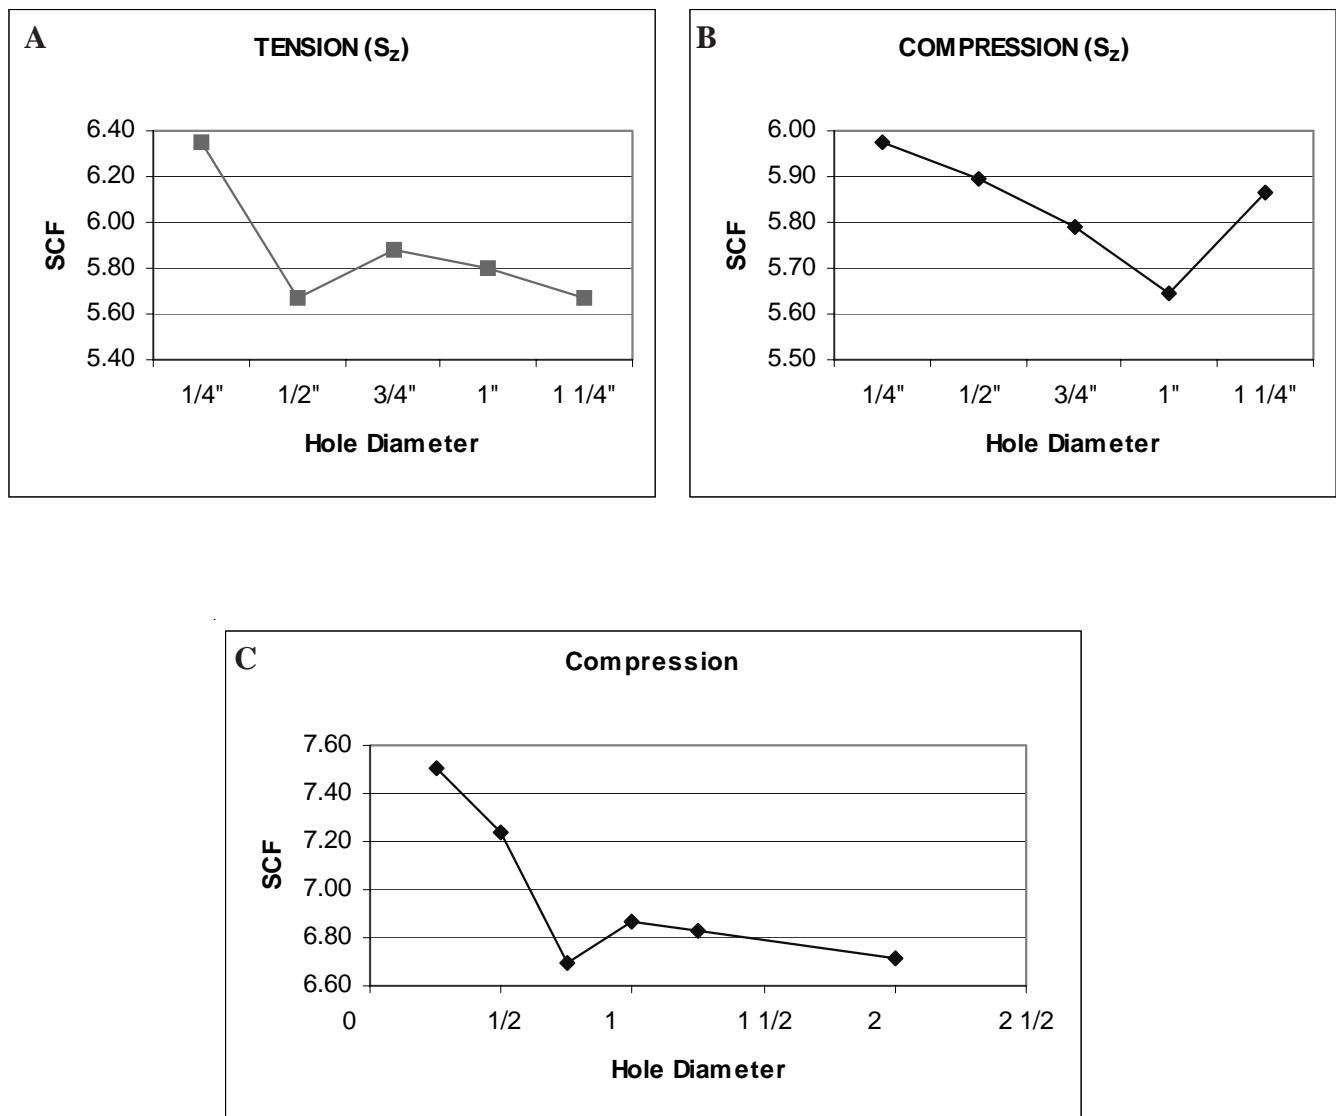 A
TENSION (Sz)
6.40
6.20
6.00
5.80
5.60
5.40
SCF
1/4" 1/2" 3/4" 1" 1 1/4"
Hole Diameter
B
COMPRESSION (Sz)
6.00
5.90
5.80
5.70
5.60
5.50
SCF
1/4" 1/2" 3/4" 1" 1 1/4"
Hole Diameter
C
Compression
7.60
7.40
7.20
7.00
6.80
6.60
SCF
0 1/2 1 1 1/2 2 2 1/2
Hole Diameter